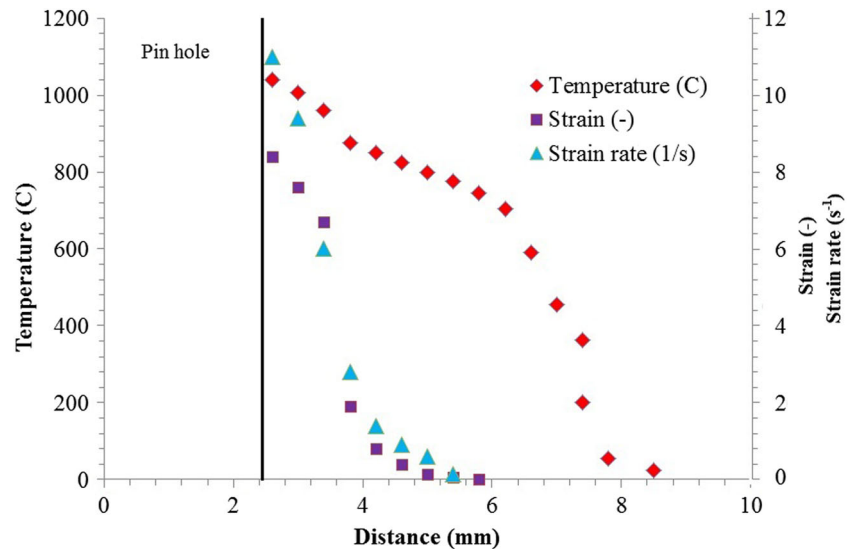 1200
1000
800
600
400
200
0
Temperature (C)
Pin hole
Temperature (C)
Strain (-)
Strain rate (1/s)
12
10
8
6
4
2
0
Strain (-)
Strain rate (s⁻¹)
0
2
4
6
8
10
Distance (mm)